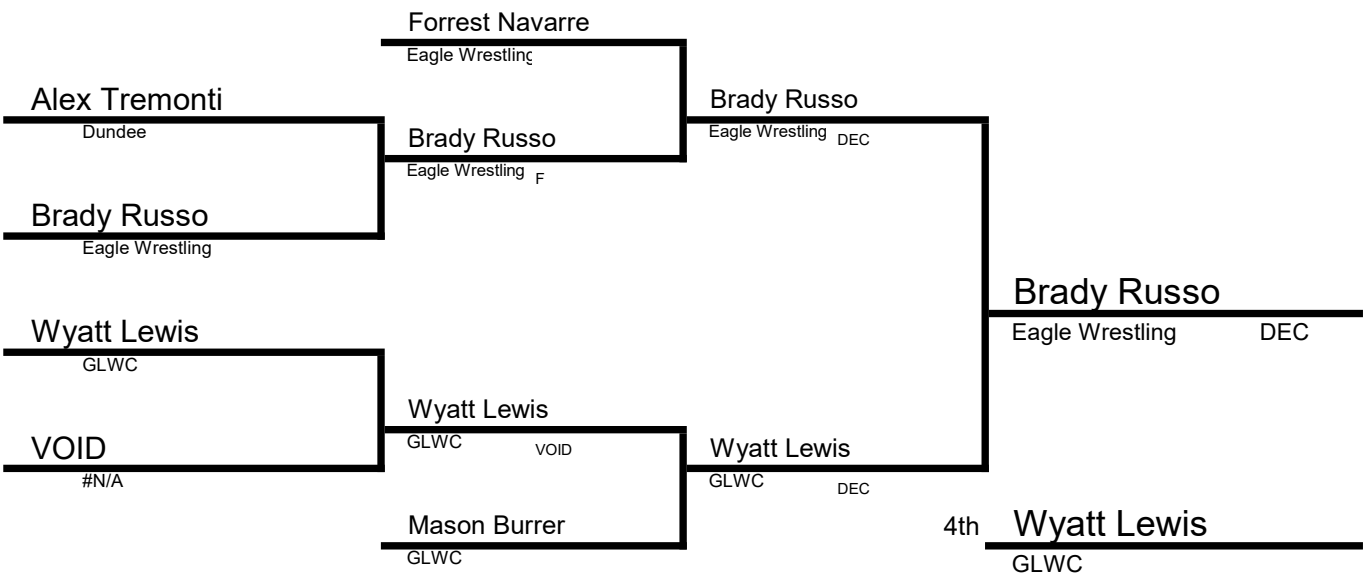 Forrest Navarre
Eagle Wrestling
Alex Tremonti
Dundee
Brady Russo
Eagle Wrestling DEC
Brady Russo
Eagle Wrestling F
Brady Russo
Eagle Wrestling
Brady Russo
Eagle Wrestling DEC
Wyatt Lewis
GLWC
Wyatt Lewis
GLWC VOID
VOID
#N/A
Wyatt Lewis
GLWC DEC
Mason Burrer
GLWC
4th Wyatt Lewis
GLWC